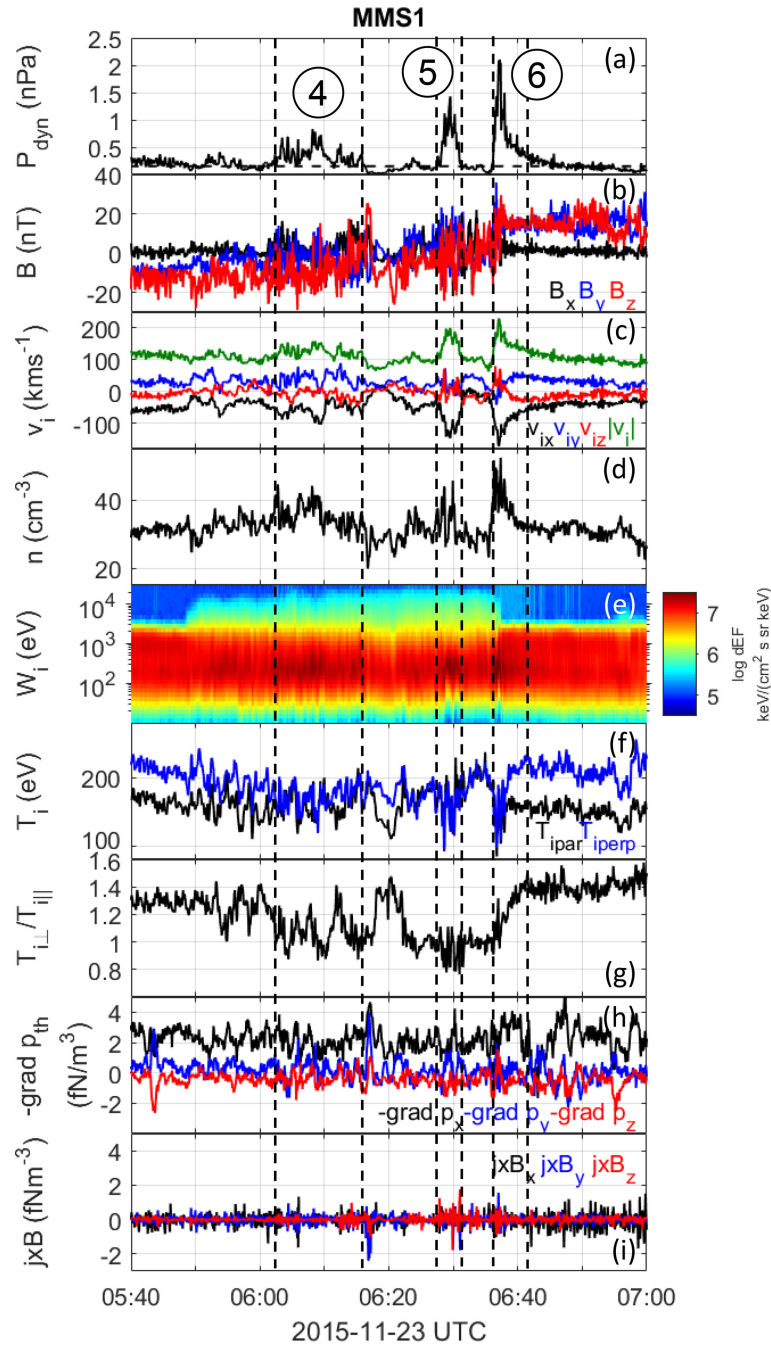 MMS1
2.5
2
1.5
1
0.5
P_dyn (nPa)
(a)
4
5
6
40
20
0
-20
B (nT)
(b)
B_x B_y B_z
200
100
0
-100
v_i (kms^-1)
(c)
v_ix v_iy v_iz |v_i|
40
20
n (cm^-3)
(d)
10^4
10^3
10^2
W_i (eV)
(e)
7
6
5
log dEF
keV/(cm^2 s sr keV)
200
100
T_i (eV)
(f)
T_ipar T_iperp
1.6
1.4
1.2
1
0.8
T_i⊥/T_i||
(g)
4
2
0
-2
-grad p_th
(fN/m^3)
(h)
-grad p_x -grad p_y -grad p_z
4
2
0
-2
jxB (fNm^-3)
jxB_x jxB_y jxB_z
(i)
05:40 06:00 06:20 06:40 07:00
2015-11-23 UTC